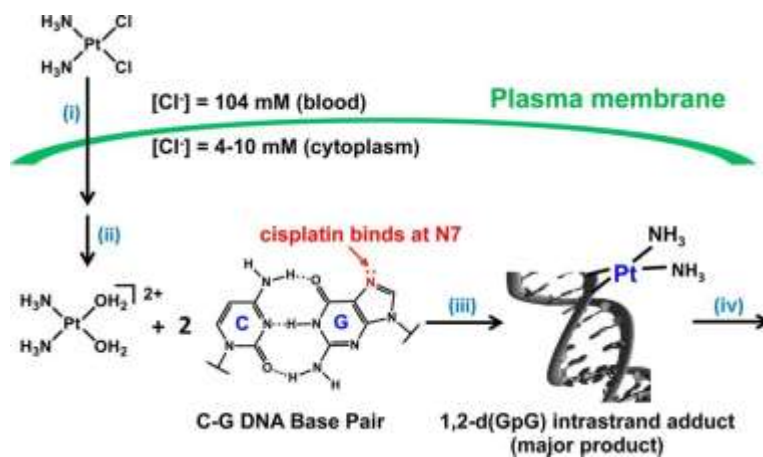 H₃N Cl
Pt
H₃N Cl
(i)
[Cl⁻] = 104 mM (blood)
Plasma membrane
[Cl⁻] = 4-10 mM (cytoplasm)
(ii)
cisplatin binds at N7
H₃N OH₂ 2+
Pt
H₃N OH₂
+ 2
H
H N H O N
C N H N G N
N O H N N
H
(iii)
NH₃
Pt NH₃
(iv)
C-G DNA Base Pair
1,2-d(GpG) intrastrand adduct
(major product)